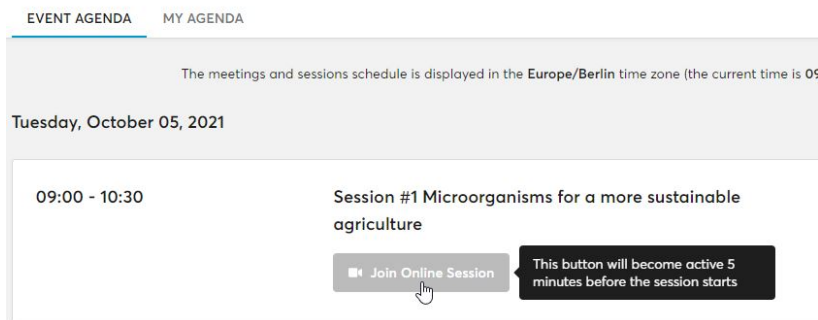 EVENT AGENDA MY AGENDA
The meetings and sessions schedule is displayed in the Europe/Berlin time zone (the current time is
Tuesday, October 05, 2021
09:00 - 10:30
Session #1 Microorganisms for a more sustainable
agriculture
Join Online Session
This button will become active 5
minutes before the session starts